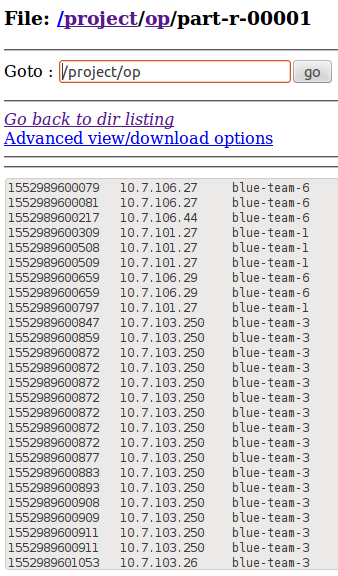 File: /project/op/part-r-00001
Goto : /project/op go
Go back to dir listing
Advanced view/download options
1552989600079 10.7.106.27 blue-team-6
1552989600081 10.7.106.27 blue-team-6
1552989600217 10.7.106.44 blue-team-6
1552989600309 10.7.101.27 blue-team-1
1552989600508 10.7.101.27 blue-team-1
1552989600509 10.7.101.27 blue-team-1
1552989600659 10.7.106.29 blue-team-6
1552989600659 10.7.106.29 blue-team-6
1552989600797 10.7.101.27 blue-team-1
1552989600847 10.7.103.250 blue-team-3
1552989600859 10.7.103.250 blue-team-3
1552989600872 10.7.103.250 blue-team-3
1552989600872 10.7.103.250 blue-team-3
1552989600872 10.7.103.250 blue-team-3
1552989600872 10.7.103.250 blue-team-3
1552989600872 10.7.103.250 blue-team-3
1552989600872 10.7.103.250 blue-team-3
1552989600872 10.7.103.250 blue-team-3
1552989600877 10.7.103.250 blue-team-3
1552989600883 10.7.103.250 blue-team-3
1552989600893 10.7.103.250 blue-team-3
1552989600908 10.7.103.250 blue-team-3
1552989600909 10.7.103.250 blue-team-3
1552989600911 10.7.103.250 blue-team-3
1552989600911 10.7.103.250 blue-team-3
1552989601053 10.7.103.26 blue-team-3